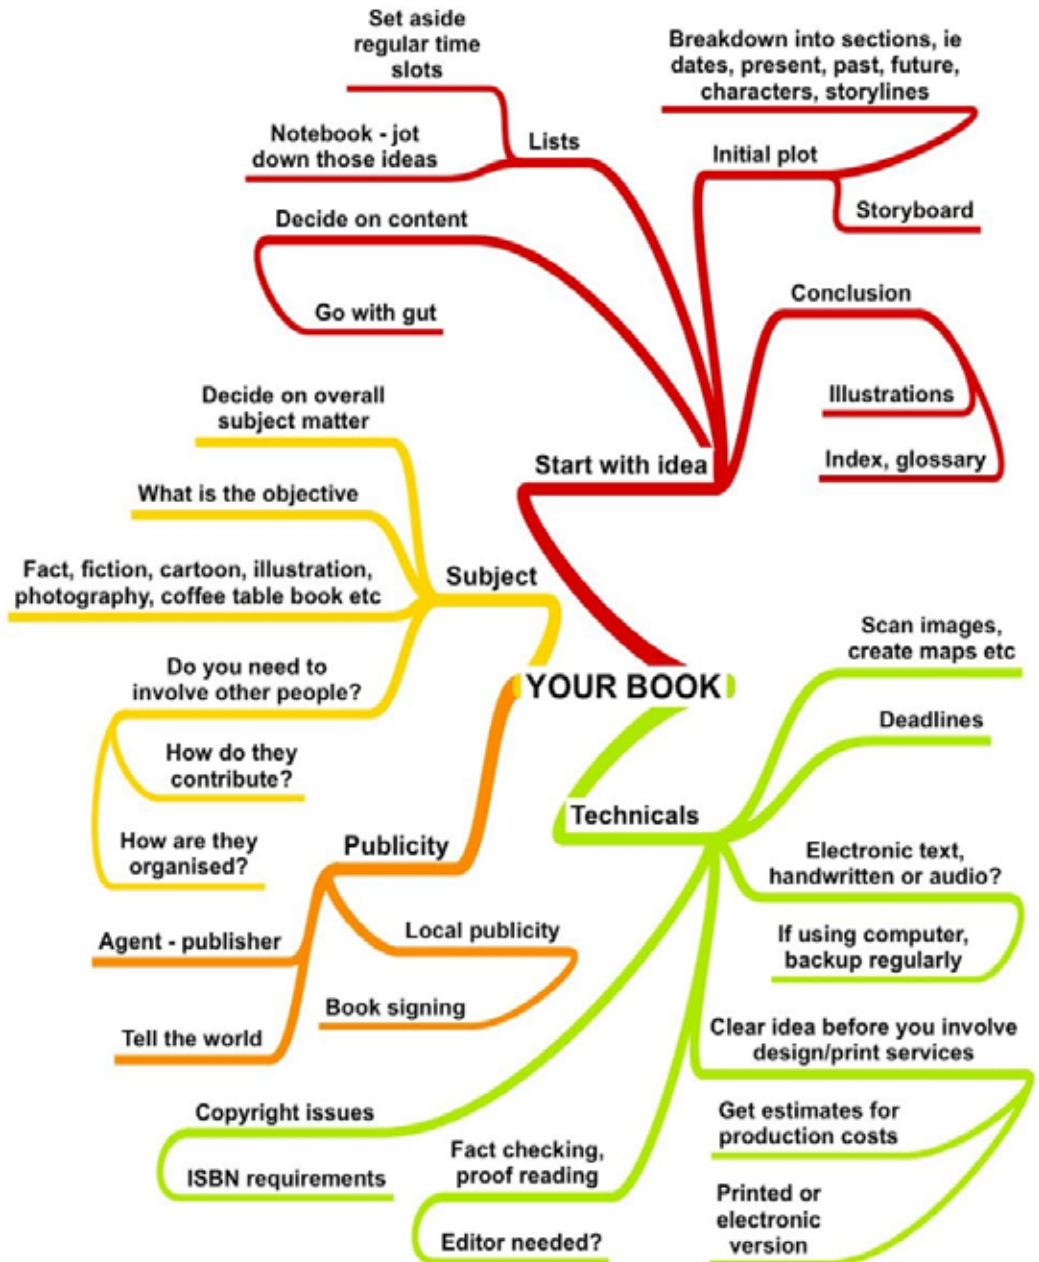 Set aside
regular time
slots
Notebook - jot
down those ideas
Lists
Decide on content
Go with gut
Breakdown into sections, ie
dates, present, past, future,
characters, storylines
Initial plot
Storyboard
Conclusion
Illustrations
Index, glossary
Start with idea
Decide on overall
subject matter
What is the objective
Fact, fiction, cartoon, illustration,
photography, coffee table book etc
Subject
Do you need to
involve other people?
How do they
contribute?
How are they
organised?
YOUR BOOK
Publicity
Agent - publisher
Local publicity
Book signing
Tell the world
Technicals
Scan images,
create maps etc
Deadlines
Electronic text,
handwritten or audio?
If using computer,
backup regularly
Clear idea before you involve
design/print services
Get estimates for
production costs
Printed or
electronic
version
Copyright issues
ISBN requirements
Fact checking,
proof reading
Editor needed?